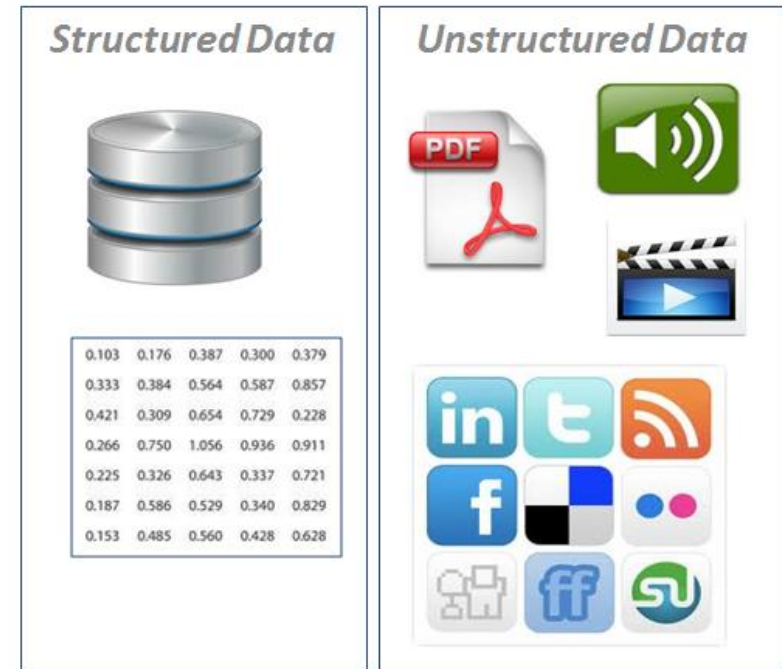 Structured Data
0.103 0.176 0.387 0.300 0.379
0.333 0.384 0.564 0.587 0.857
0.421 0.309 0.654 0.729 0.228
0.266 0.750 1.056 0.936 0.911
0.225 0.326 0.643 0.337 0.721
0.187 0.586 0.529 0.340 0.829
0.153 0.485 0.560 0.428 0.628
Unstructured Data
PDF
in t
f
ff su